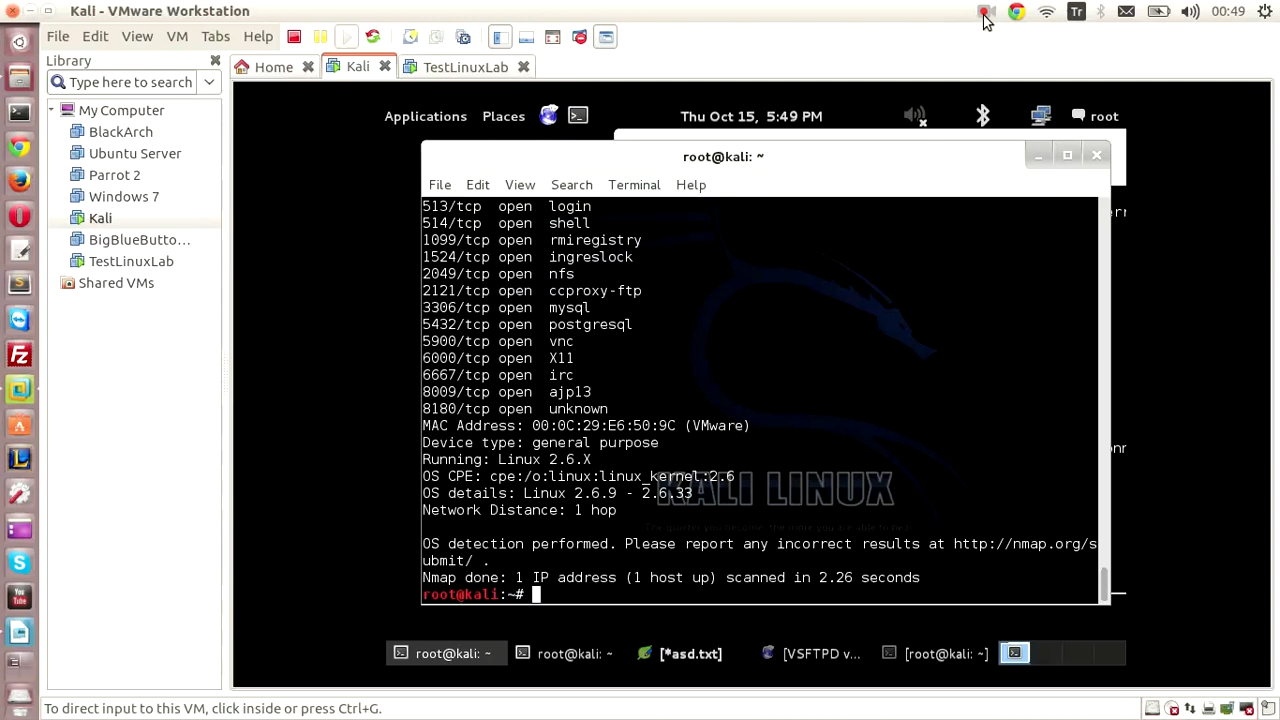 Kali - VMware Workstation
Tr
00:49
File Edit View VM Tabs Help
Library
Type here to search
Home
Kali
TestLinuxLab
My Computer
BlackArch
Ubuntu Server
Parrot 2
Windows 7
Kali
BigBlueButto...
TestLinuxLab
Shared VMs
Applications Places
Thu Oct 15, 5:49 PM
root
root@kali: ~
File Edit View Search Terminal Help
513/tcp open login
514/tcp open shell
1099/tcp open rmiregistry
1524/tcp open ingreslock
2049/tcp open nfs
2121/tcp open ccproxy-ftp
3306/tcp open mysql
5432/tcp open postgresql
5900/tcp open vnc
6000/tcp open X11
6667/tcp open irc
8009/tcp open ajp13
8180/tcp open unknown
MAC Address: 00:0C:29:E6:50:9C (VMware)
Device type: general purpose
Running: Linux 2.6.X
OS CPE: cpe:/o:linux:linux_kernel:2.6
OS details: Linux 2.6.9 - 2.6.33
Network Distance: 1 hop
KALI LINUX
OS detection performed. Please report any incorrect results at http://nmap.org/s
ubmit/ .
Nmap done: 1 IP address (1 host up) scanned in 2.26 seconds
root@kali:~#
root@kali: ~
root@kali: ~
[*asd.txt]
[VSFTPD v...
[root@kali: ~]
You Tube
To direct input to this VM, click inside or press Ctrl+G.